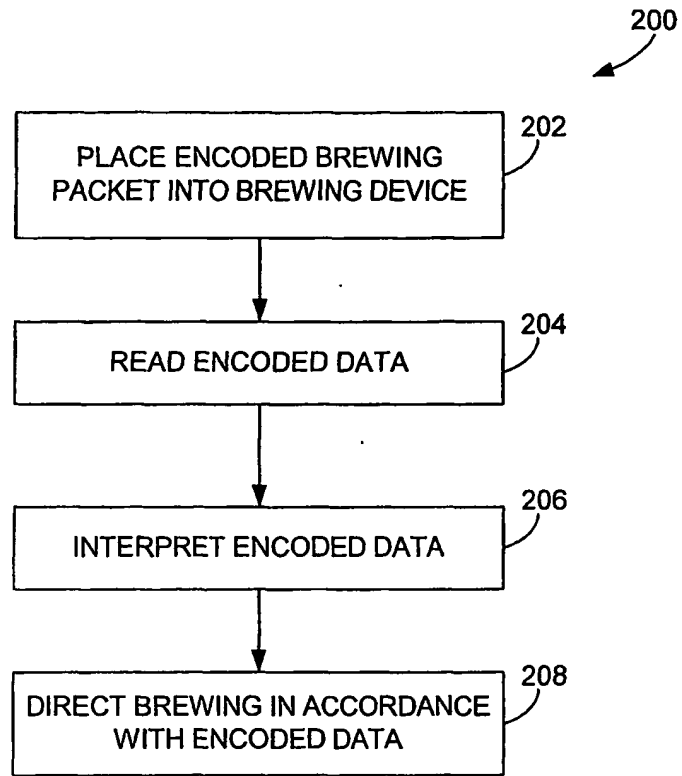 200
202
PLACE ENCODED BREWING
PACKET INTO BREWING DEVICE
204
READ ENCODED DATA
206
INTERPRET ENCODED DATA
208
DIRECT BREWING IN ACCORDANCE
WITH ENCODED DATA